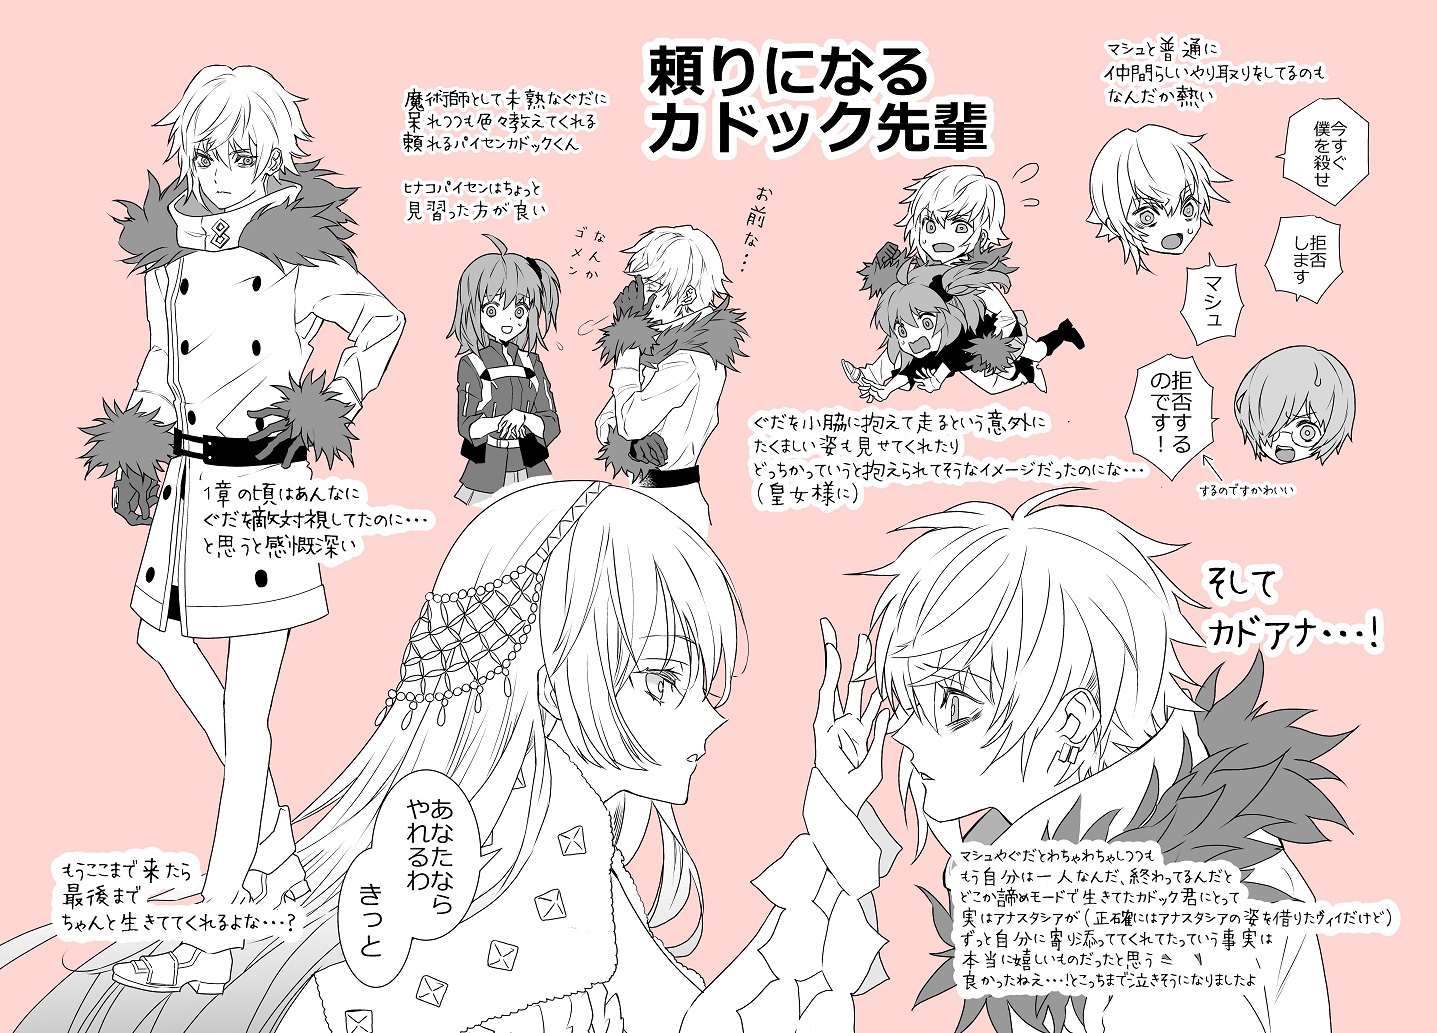 頼りになる
カドック先輩
魔術師として未熟なぐだに
呆れつつも色々教えてくれる
頼れるパイセンカドックくん
ヒナコパイセンはちょっと
見習った方が良い
なんか
ゴメン
お前な…
マシュと普通に
仲間らしいやり取りをしてるのも
なんだか熱い
今すぐ
僕を殺せ
拒否
します
マシュ
拒否する
のです！
するのですかわいい
ぐだを小脇に抱えて走るという意外に
たくましい姿も見せてくれたり
どっちかっていうと抱えられてそうなイメージだったのにな…
(皇女様に)
1章の頃はあんなに
ぐだを敵対視してたのに…
と思うと感慨深い
そして
カドアナ…！
あなたなら
やれるわ
きっと
もうここまで来たら
最後まで
ちゃんと生きててくれるよな…？
マシュやぐだとわちゃわちゃしつつも
もう自分は一人なんだ、終わってるんだと
どこか諦めモードで生きてたカドック君にとって
実はアナスタシアが(正確にはアナスタシアの姿を借りたヴィイだけど)
ずっと自分に寄り添っててくれてたっていう事実は
本当に嬉しいものだったと思う
良かったねえ…！とこっちまで泣きそうになりましたよ